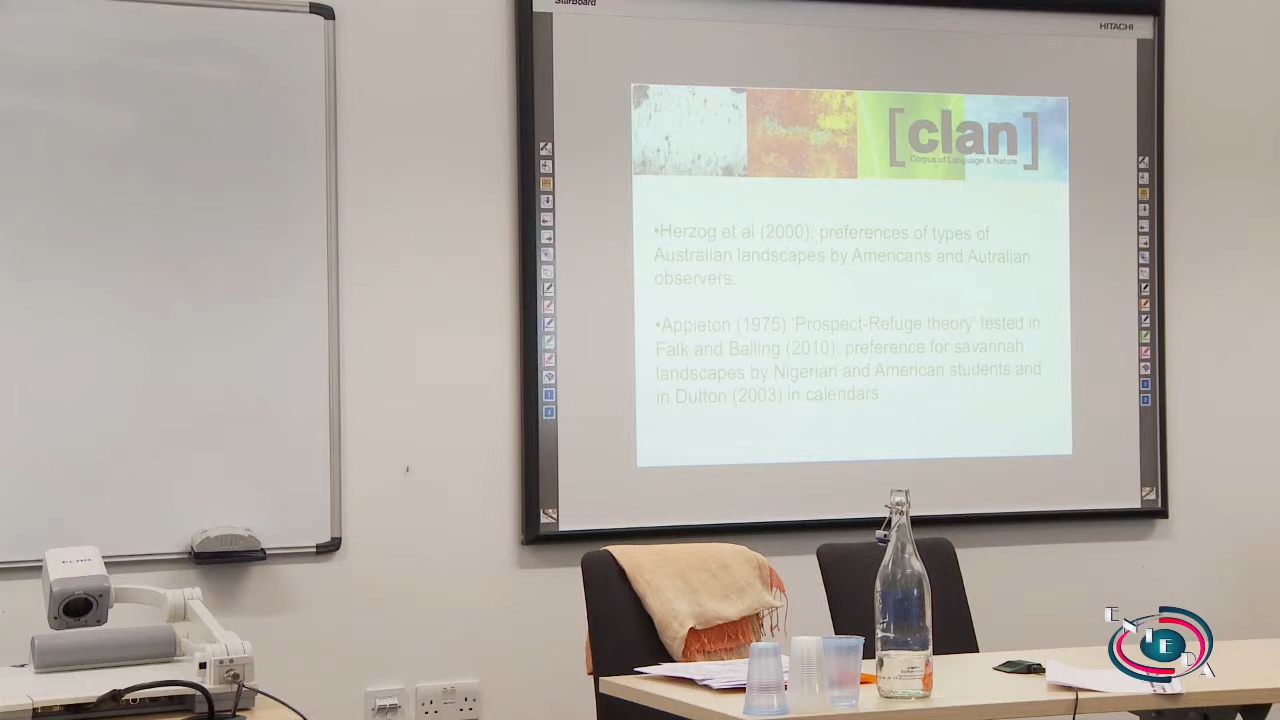 StarBoard
HITACHI
[clan]
Corpus of Language & Nature
•Herzog et al (2000): preferences of types of
Australian landscapes by Americans and Autralian
observers.
•Appleton (1975) 'Prospect-Refuge theory' tested in
Falk and Balling (2010): preference for savannah
landscapes by Nigerian and American students and
in Dutton (2003) in calendars
ELMO
ENIEDA